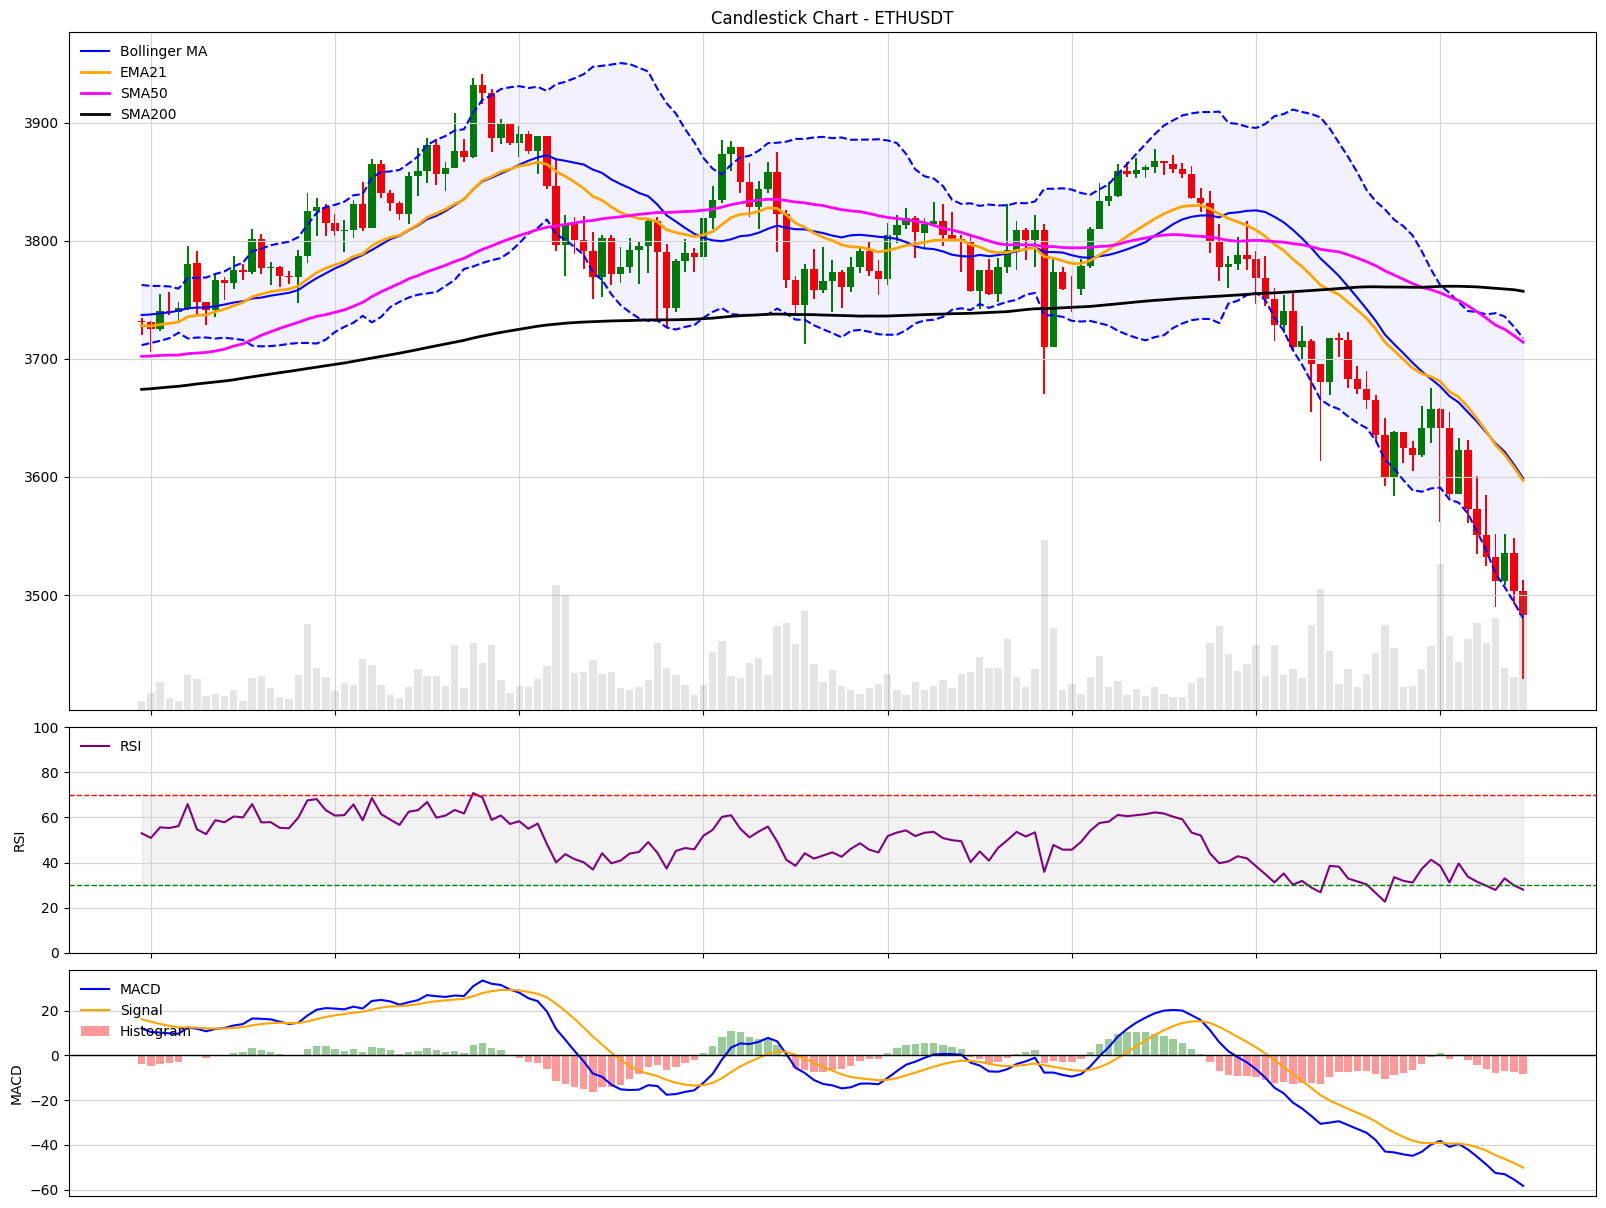 Candlestick Chart - ETHUSDT
Bollinger MA
EMA21
SMA50
SMA200
3900
3800
3700
3600
3500
RSI
100
80
60
40
20
0
RSI
MACD
Signal
Histogram
20
0
−20
−40
−60
MACD